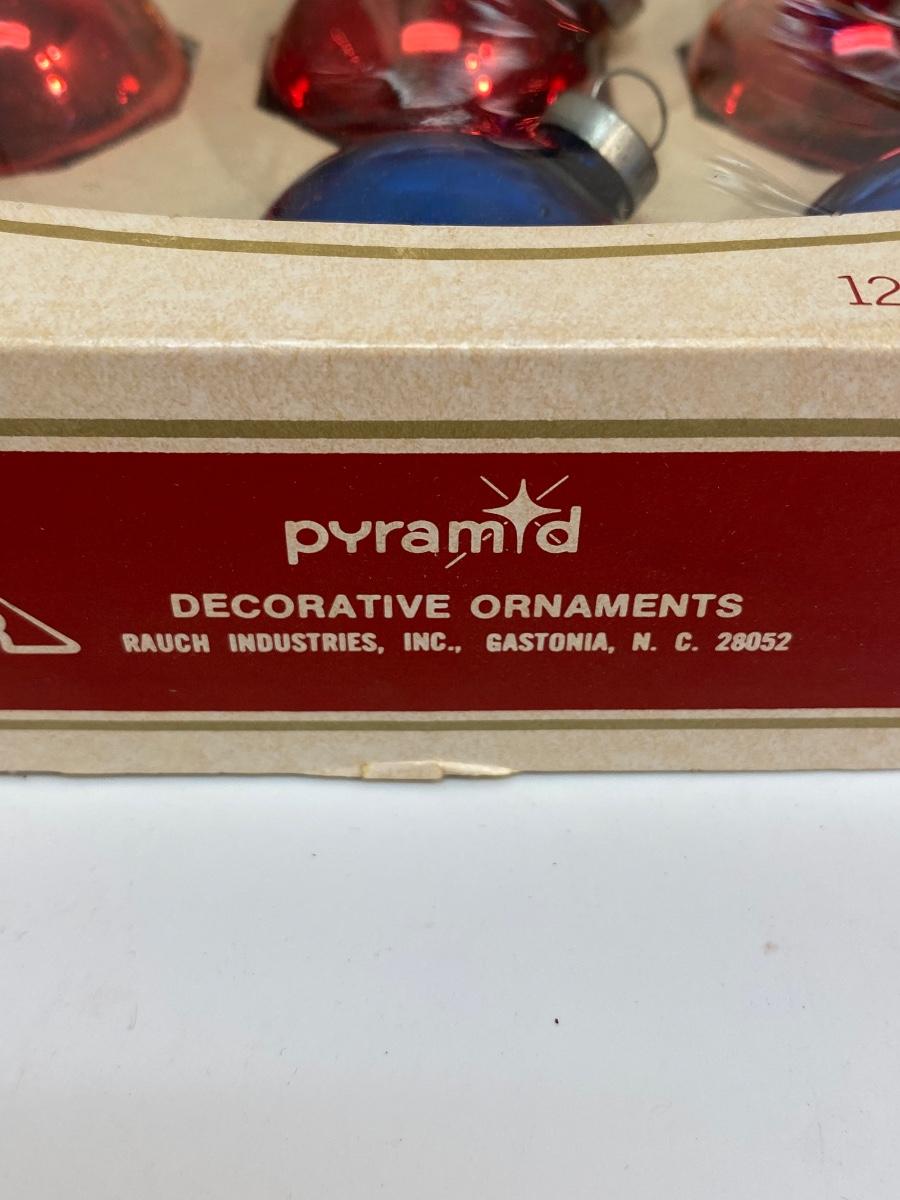 12
pyramid
DECORATIVE ORNAMENTS
RAUCH INDUSTRIES, INC., GASTONIA, N. C. 28052